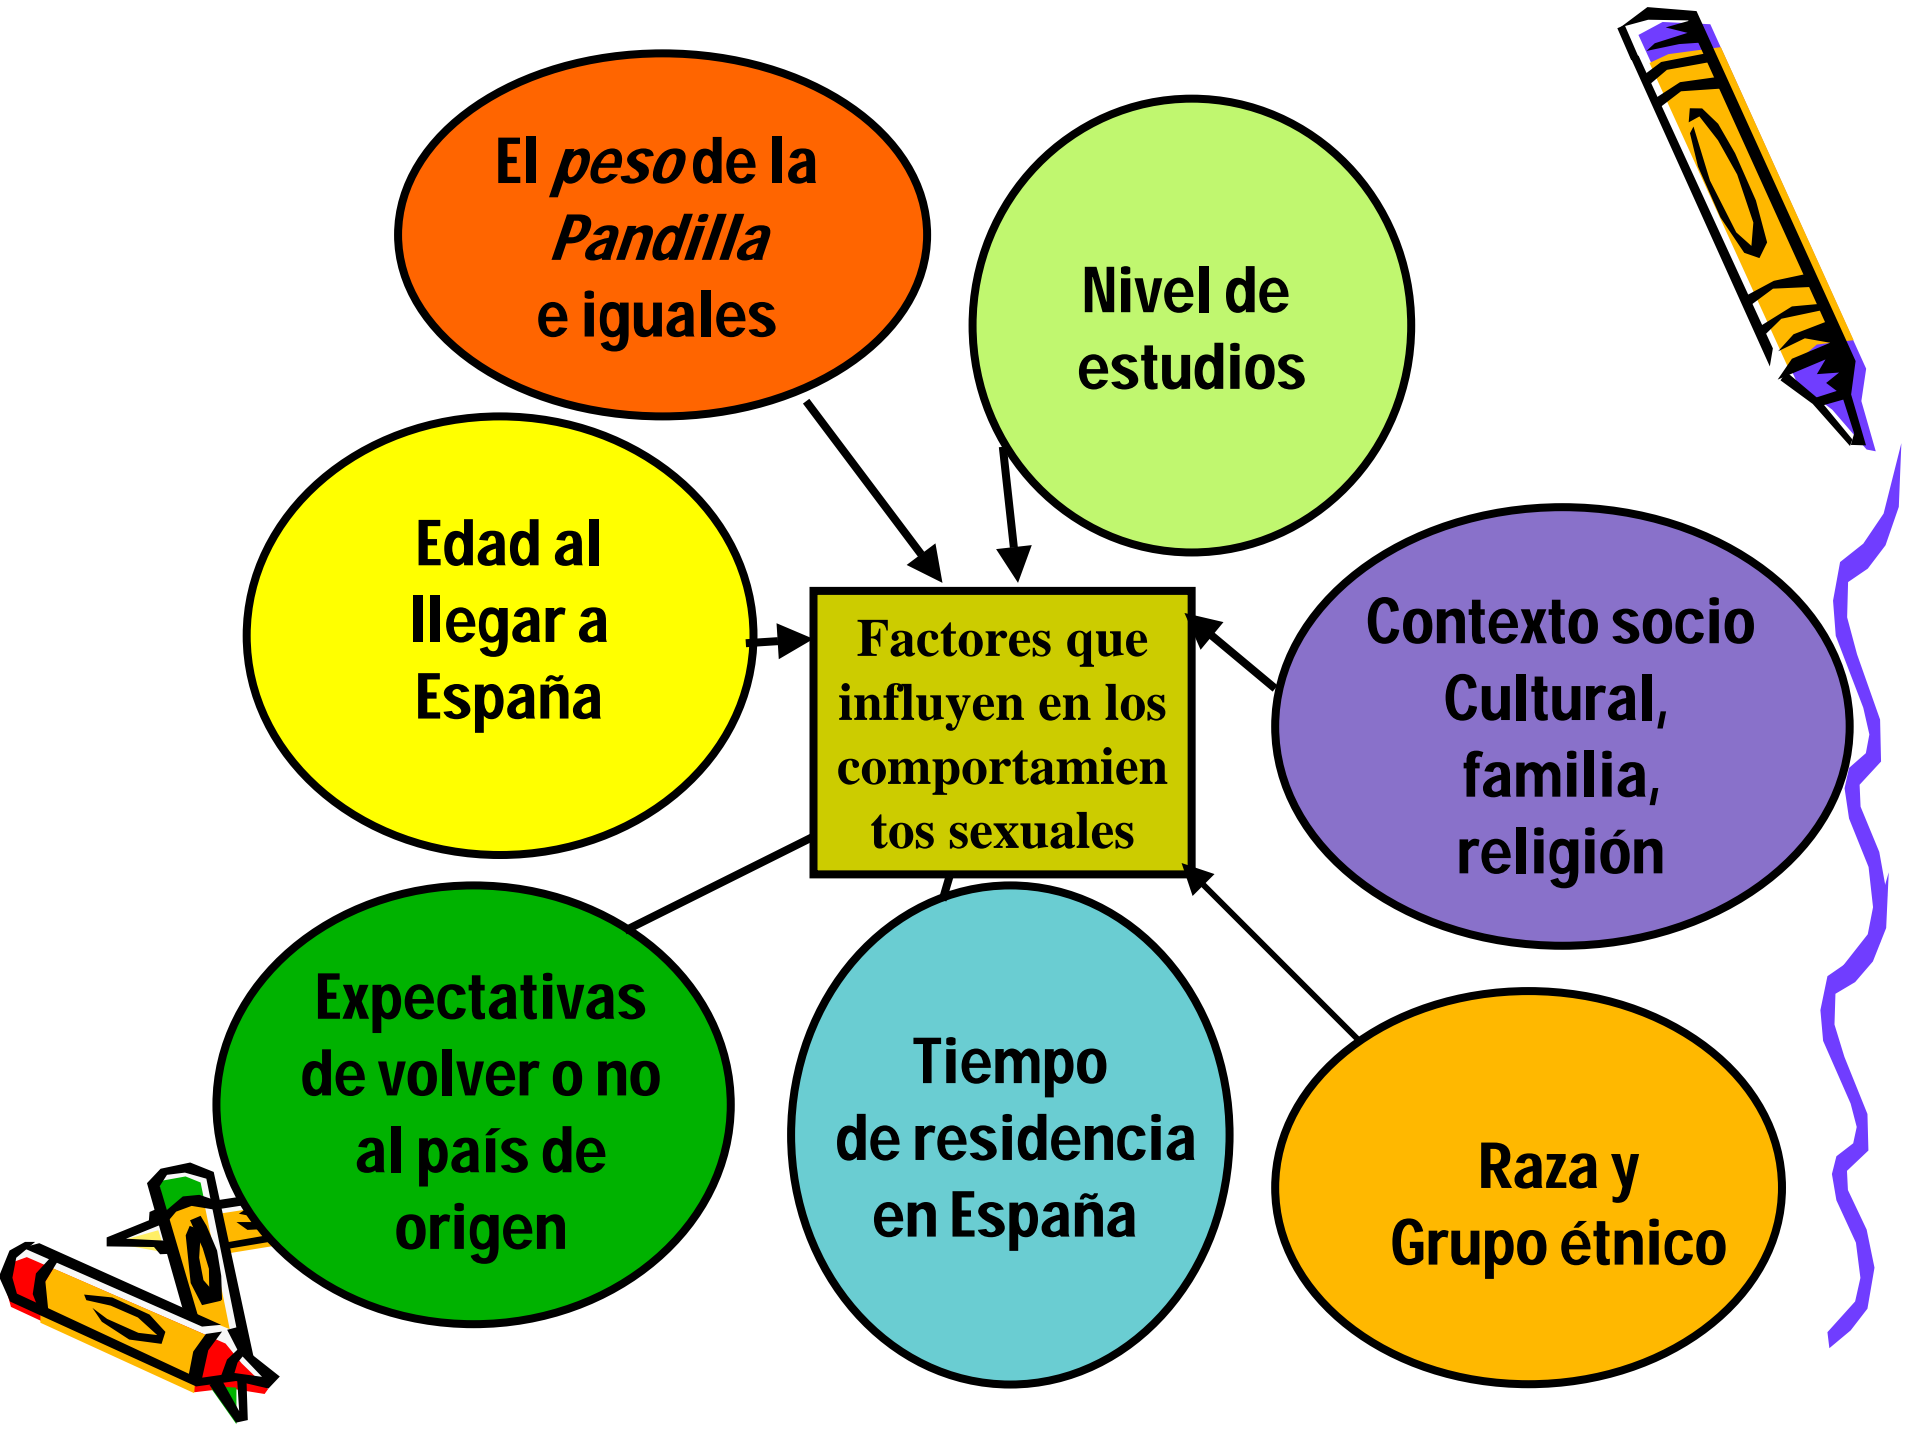 El peso de la
Pandilla
e iguales
Nivel de
estudios
Edad al
llegar a
España
Factores que
influyen en los
comportamien
tos sexuales
Contexto socio
Cultural,
familia,
religión
Expectativas
de volver o no
al país de
origen
Tiempo
de residencia
en España
Raza y
Grupo étnico